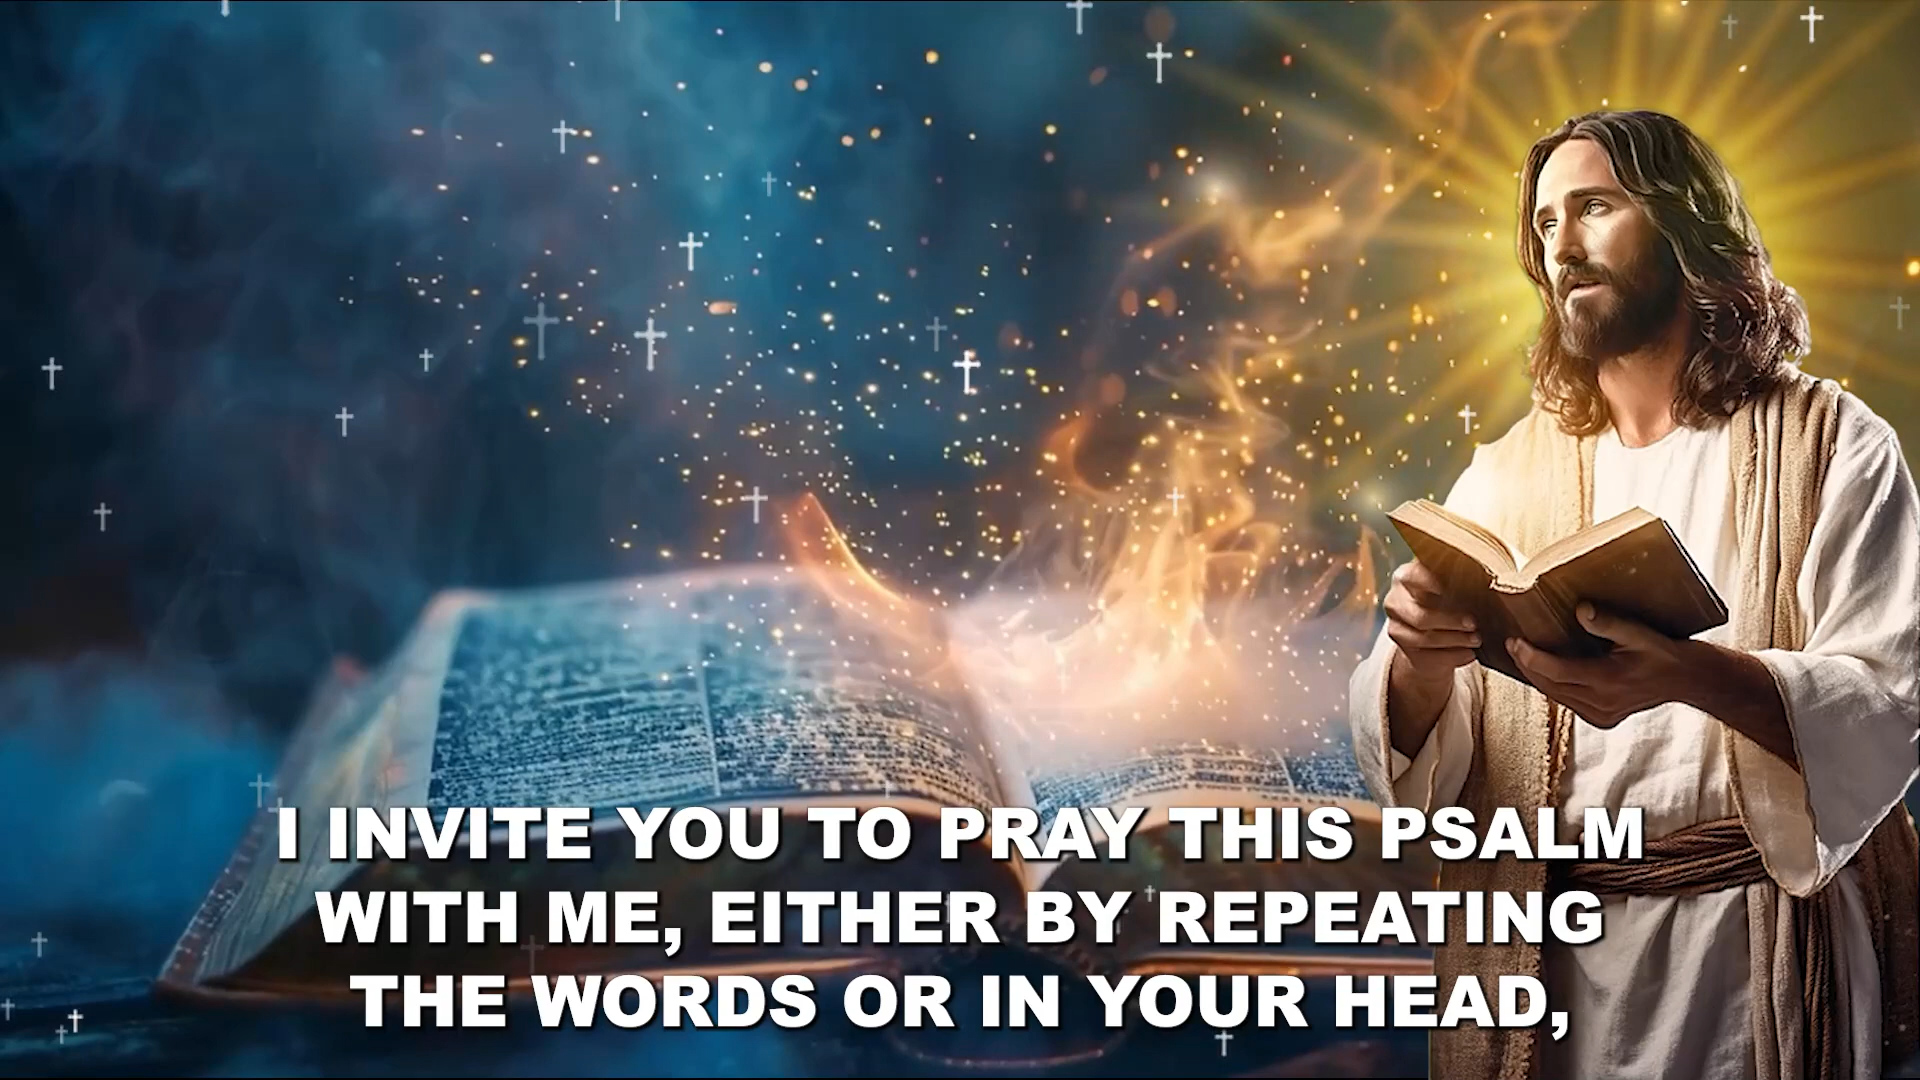 I INVITE YOU TO PRAY THIS PSALM
WITH ME, EITHER BY REPEATING
THE WORDS OR IN YOUR HEAD,